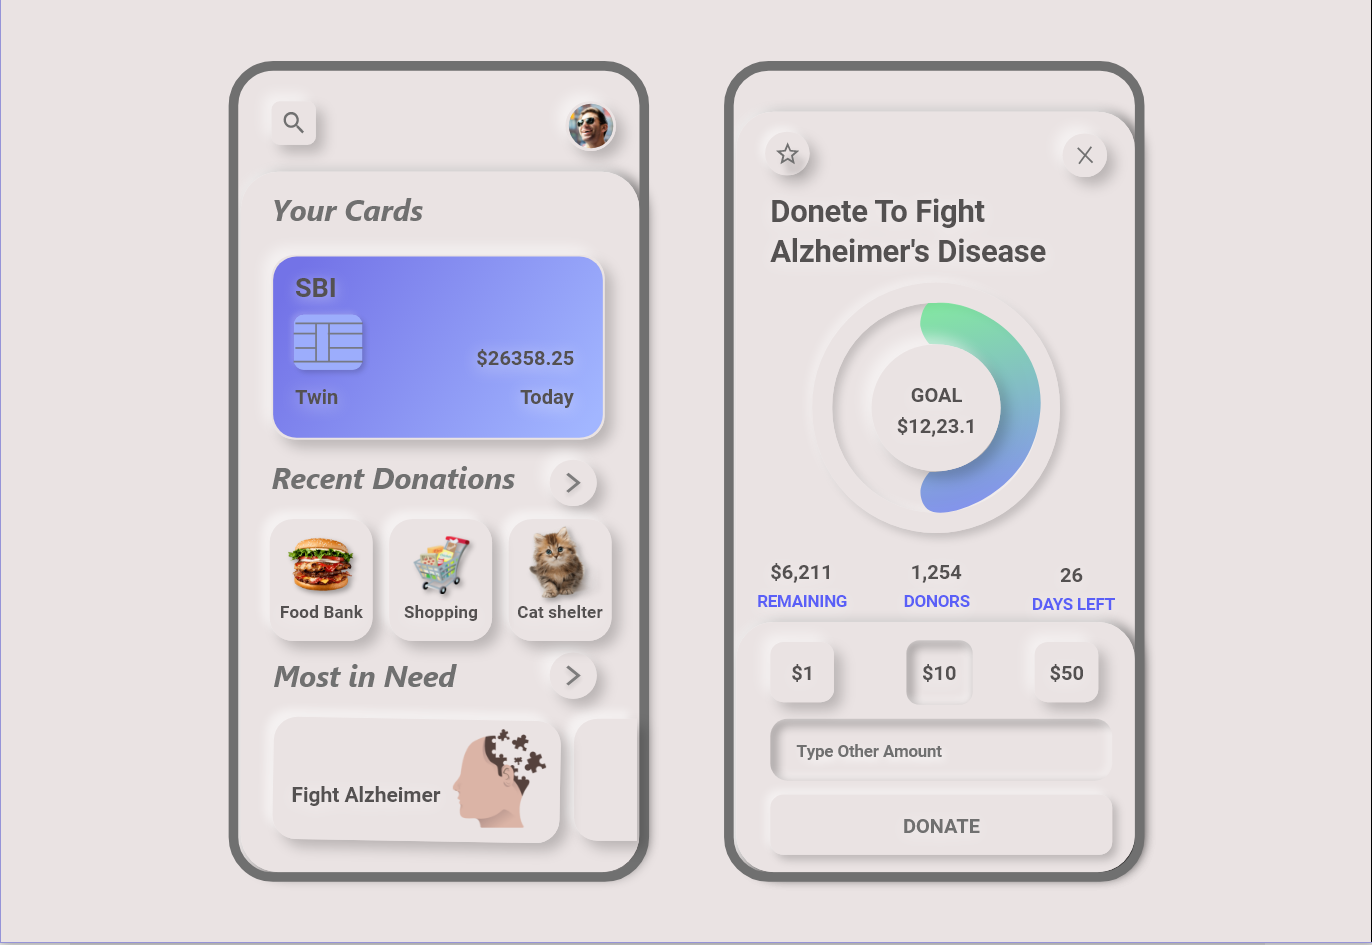 Your Cards
SBI
$26358.25
Twin Today
Recent Donations
Food Bank Shopping Cat shelter
Most in Need
Fight Alzheimer
Donete To Fight
Alzheimer's Disease
GOAL
$12,23.1
$6,211 1,254 26
REMAINING DONORS DAYS LEFT
$1 $10 $50
Type Other Amount
DONATE